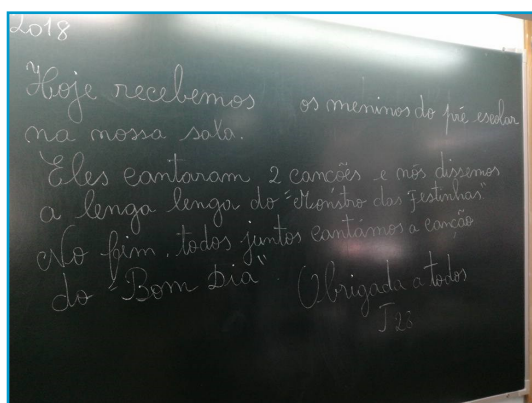 2018
Hoje recebemos os meninos do pré escolar
na nossa sala.
Eles cantaram 2 canções e nós dissemos
a lenga lenga do "Monstro das Festinhas"
No fim, todos juntos cantámos a canção
do "Bom Dia". Obrigada a todos
T23